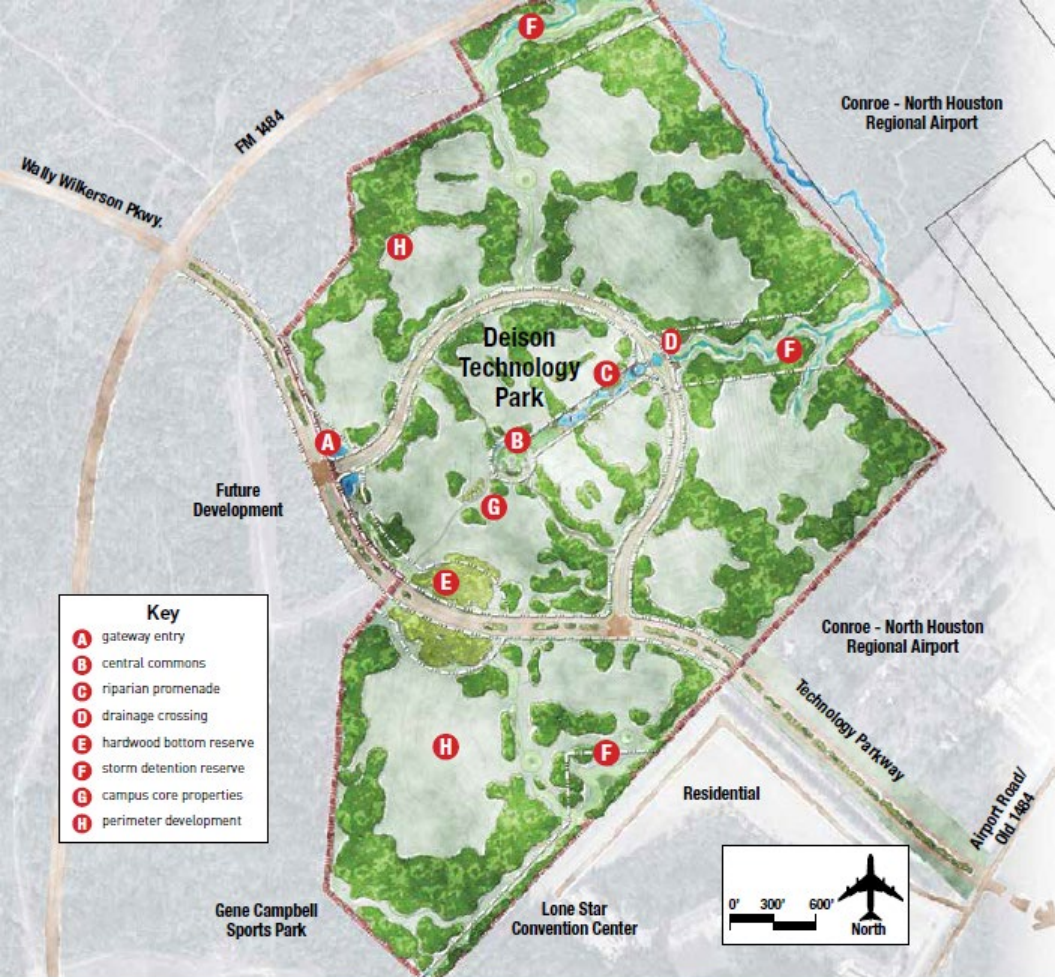 F
Conroe - North Houston
Regional Airport
FM 1484
Wally Wilkerson Pkwy.
H
Deison
Technology
Park
D
F
C
A
B
Future
Development
G
E
Key
A gateway entry
B central commons
C riparian promenade
D drainage crossing
E hardwood bottom reserve
F storm detention reserve
G campus core properties
H perimeter development
Conroe - North Houston
Regional Airport
Technology Parkway
H
F
Residential
Airport Road/
Old 1484
Gene Campbell
Sports Park
Lone Star
Convention Center
0' 300' 600'
North